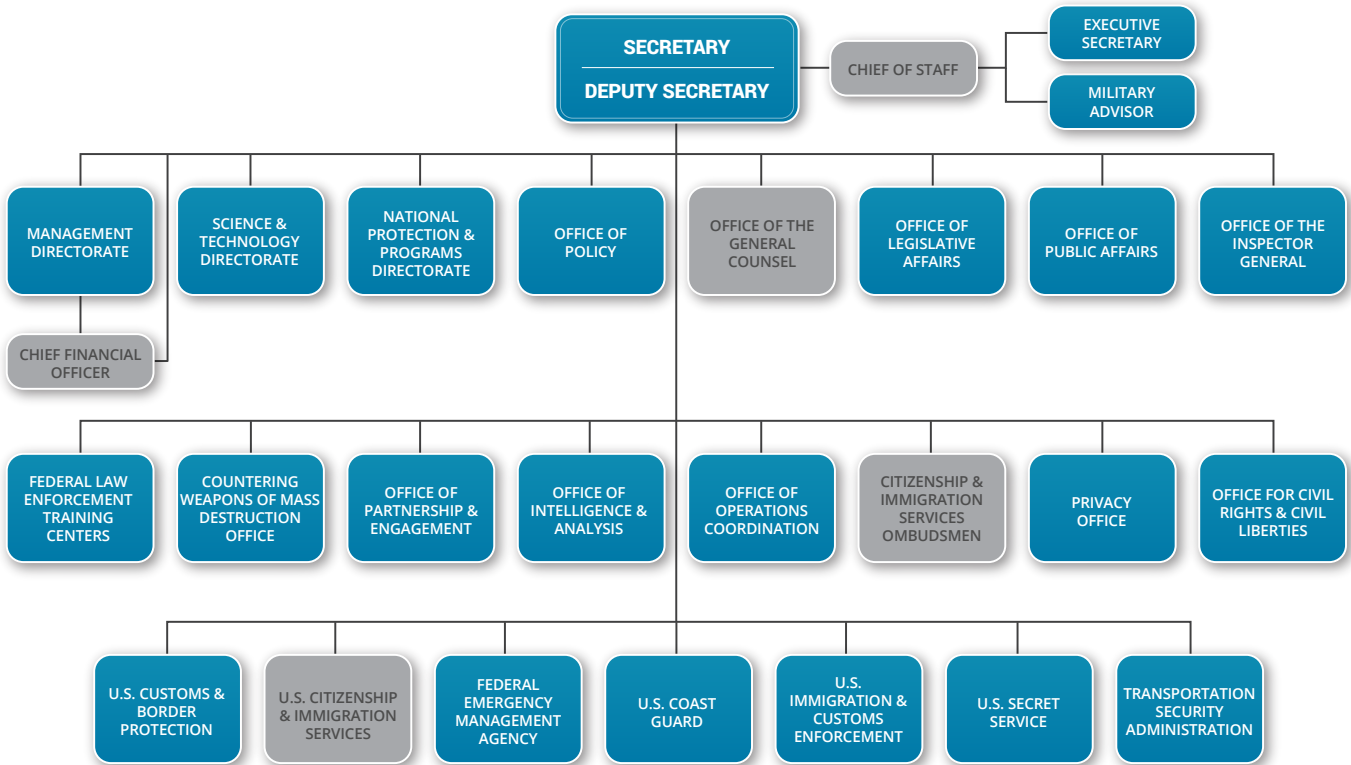 SECRETARY
DEPUTY SECRETARY
CHIEF OF STAFF
EXECUTIVE
SECRETARY
MILITARY
ADVISOR
MANAGEMENT
DIRECTORATE
SCIENCE &
TECHNOLOGY
DIRECTORATE
NATIONAL
PROTECTION &
PROGRAMS
DIRECTORATE
OFFICE OF
POLICY
OFFICE OF THE
GENERAL
COUNSEL
OFFICE OF
LEGISLATIVE
AFFAIRS
OFFICE OF
PUBLIC AFFAIRS
OFFICE OF THE
INSPECTOR
GENERAL
CHIEF FINANCIAL
OFFICER
FEDERAL LAW
ENFORCEMENT
TRAINING
CENTERS
COUNTERING
WEAPONS OF MASS
DESTRUCTION
OFFICE
OFFICE OF
PARTNERSHIP &
ENGAGEMENT
OFFICE OF
INTELLIGENCE &
ANALYSIS
OFFICE OF
OPERATIONS
COORDINATION
CITIZENSHIP &
IMMIGRATION
SERVICES
OMBUDSMEN
PRIVACY
OFFICE
OFFICE FOR CIVIL
RIGHTS & CIVIL
LIBERTIES
U.S. CUSTOMS &
BORDER
PROTECTION
U.S. CITIZENSHIP
& IMMIGRATION
SERVICES
FEDERAL
EMERGENCY
MANAGEMENT
AGENCY
U.S. COAST
GUARD
U.S.
IMMIGRATION &
CUSTOMS
ENFORCEMENT
U.S. SECRET
SERVICE
TRANSPORTATION
SECURITY
ADMINISTRATION